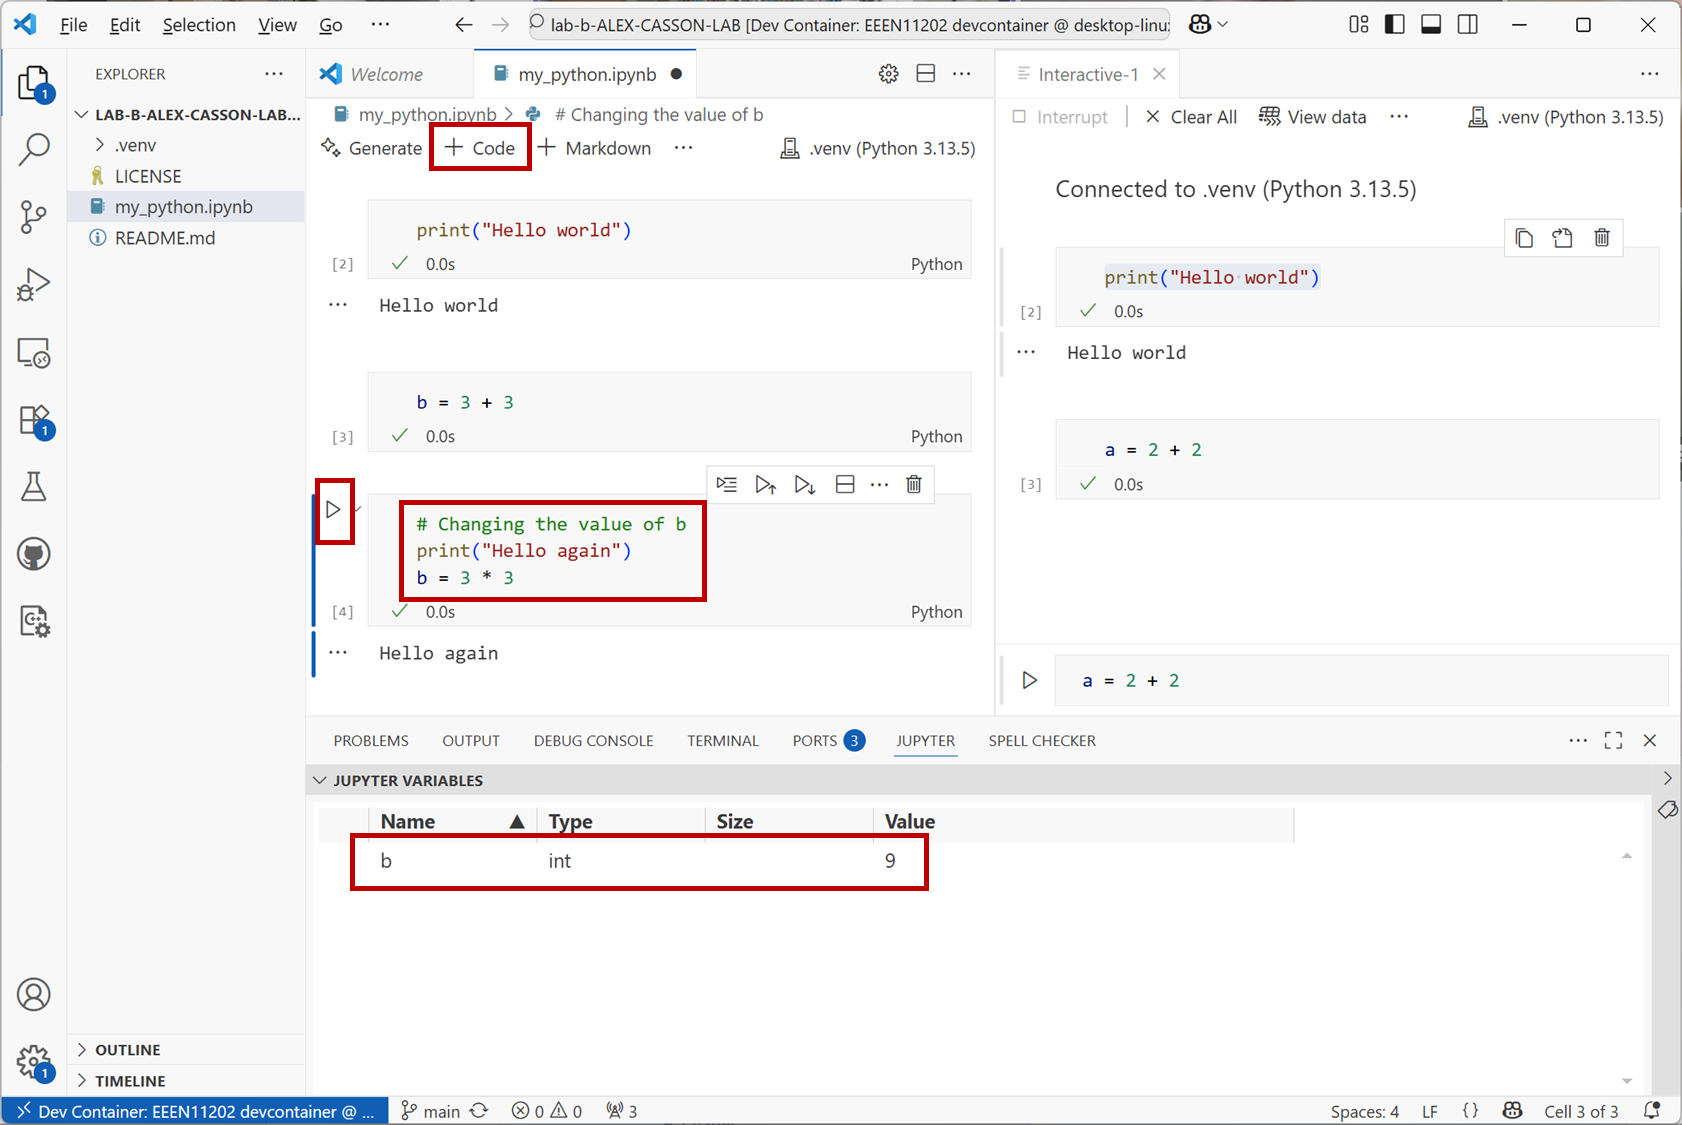 File Edit Selection View Go ··· lab-b-ALEX-CASSON-LAB [Dev Container: EEEN11202 devcontainer @ desktop-linux
EXPLORER ···
LAB-B-ALEX-CASSON-LAB...
.venv
LICENSE
my_python.ipynb
README.md
OUTLINE
TIMELINE
1
1
1
Welcome my_python.ipynb ● ···
my_python.ipynb > # Changing the value of b
Generate + Code + Markdown ··· .venv (Python 3.13.5)
print("Hello world")
[2] ✓ 0.0s Python
··· Hello world
b = 3 + 3
[3] ✓ 0.0s Python
···
# Changing the value of b
print("Hello again")
b = 3 * 3
[4] ✓ 0.0s Python
··· Hello again
Interactive-1 ···
Interrupt | Clear All View data ··· .venv (Python 3.13.5)
Connected to .venv (Python 3.13.5)
print("Hello·world")
[2] ✓ 0.0s
··· Hello world
a = 2 + 2
[3] ✓ 0.0s
a = 2 + 2
PROBLEMS OUTPUT DEBUG CONSOLE TERMINAL PORTS 3 JUPYTER SPELL CHECKER ···
JUPYTER VARIABLES
Name ▲ Type Size Value
b int 9
Dev Container: EEEN11202 devcontainer @ ... main 0 0 3 Spaces: 4 LF {} Cell 3 of 3